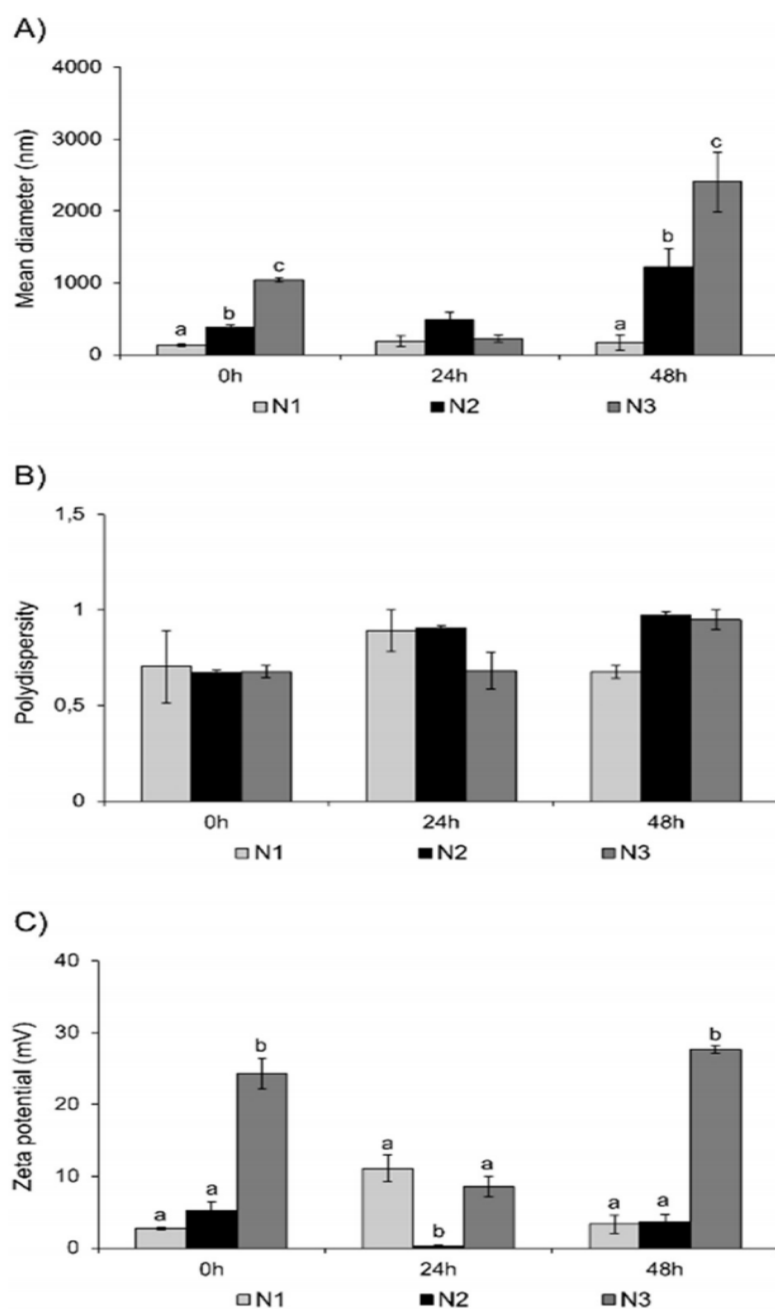 A)
Mean diameter (nm)
4000
3000
2000
1000
0
a b c
a b c
0h 24h 48h
N1 N2 N3
B)
Polydispersity
1,5
1
0,5
0
0h 24h 48h
N1 N2 N3
C)
Zeta potential (mV)
40
30
20
10
0
a a b
a b a
a a b
0h 24h 48h
N1 N2 N3